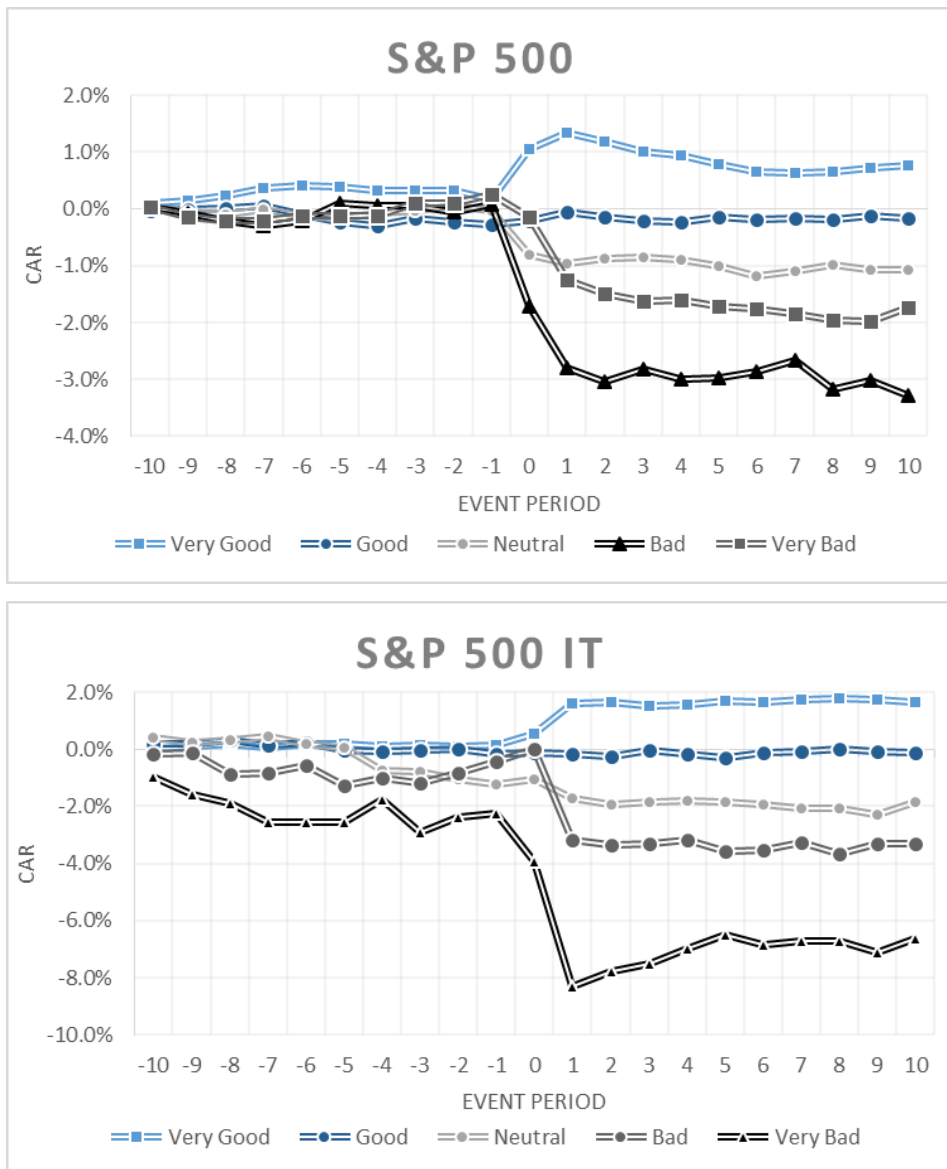 S&P 500
2.0%
1.0%
0.0%
-1.0%
-2.0%
-3.0%
-4.0%
CAR
-10 -9 -8 -7 -6 -5 -4 -3 -2 -1 0 1 2 3 4 5 6 7 8 9 10
EVENT PERIOD
Very Good Good Neutral Bad Very Bad
S&P 500 IT
2.0%
0.0%
-2.0%
-4.0%
-6.0%
-8.0%
-10.0%
CAR
-10 -9 -8 -7 -6 -5 -4 -3 -2 -1 0 1 2 3 4 5 6 7 8 9 10
EVENT PERIOD
Very Good Good Neutral Bad Very Bad